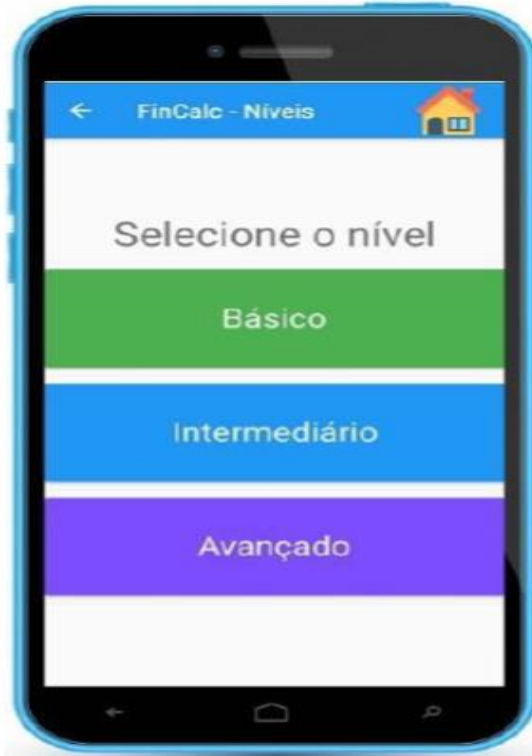 FinCalc - Níveis
Selecione o nível
Básico
Intermediário
Avançado